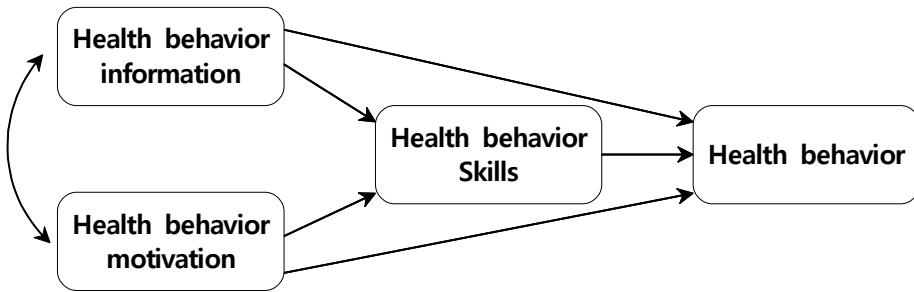 Health behavior
information
Health behavior
Skills
Health behavior
Health behavior
motivation